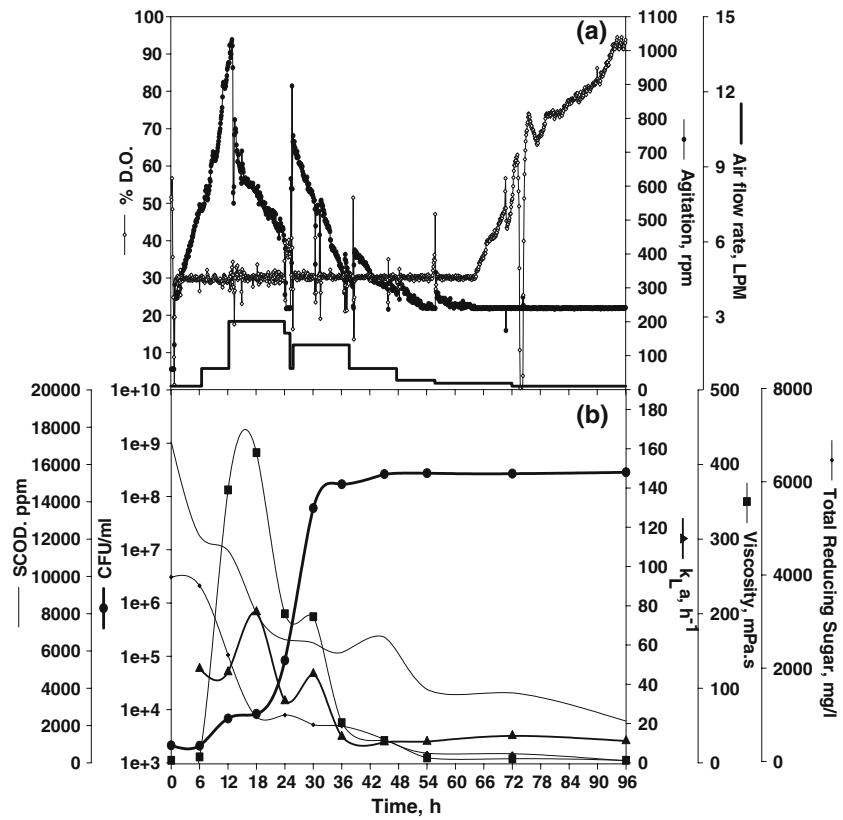 (a)
100
90
80
70
60
50
40
30
20
10
% D.O.
1100
1000
900
800
700
600
500
400
300
200
100
0
Agitation, rpm
15
12
9
6
3
Air flow rate, LPM
(b)
20000
18000
16000
14000
12000
10000
8000
6000
4000
2000
0
SCOD. ppm
1e+10
1e+9
1e+8
1e+7
1e+6
1e+5
1e+4
1e+3
CFU/ml
180
160
140
120
100
80
60
40
20
0
kLa, h-1
500
400
300
200
100
0
Viscosity, mPa.s
8000
6000
4000
2000
0
Total Reducing Sugar, mg/l
0 6 12 18 24 30 36 42 48 54 60 66 72 78 84 90 96
Time, h